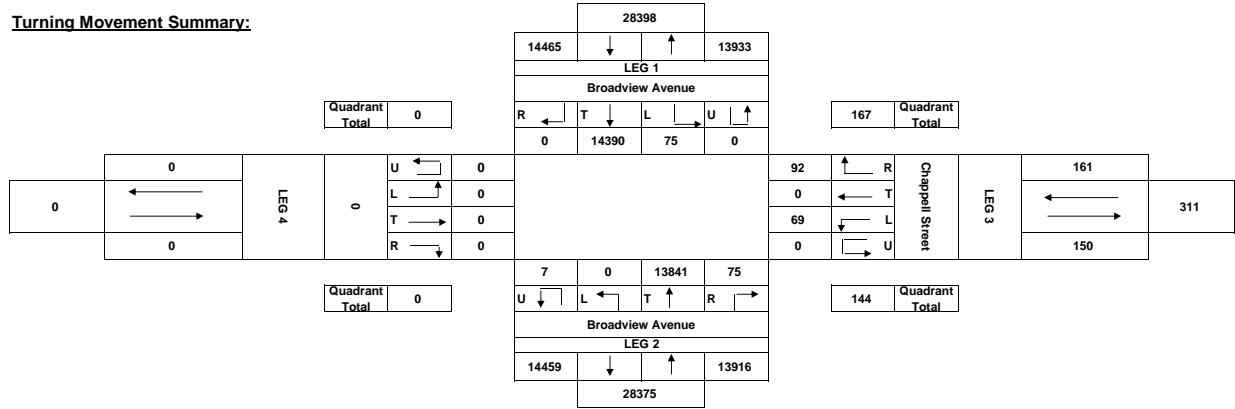 Turning Movement Summary:
28398
14465 13933
LEG 1
Broadview Avenue
Quadrant Total 0
R T L U
167 Quadrant Total
0 14390 75 0
0 U 0 92 R 161
0 LEG 4 0 L 0 0 T Chappell Street LEG 3 311
T 0 69 L
0 R 0 0 U 150
7 0 13841 75
Quadrant Total 0
U L T R
144 Quadrant Total
Broadview Avenue
LEG 2
14459 13916
28375